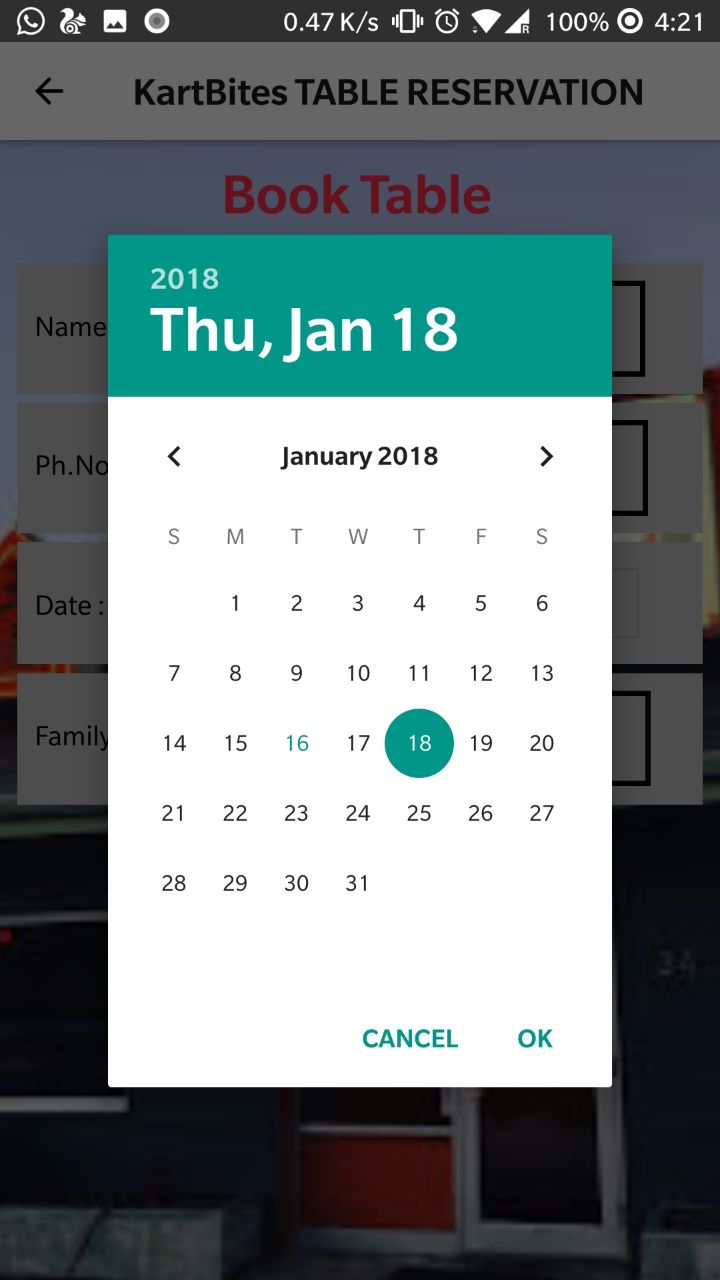 0.47 K/s R 100% 4:21
KartBites TABLE RESERVATION
Book Table
2018
Thu, Jan 18
Name
Ph.No
Date :
Family
January 2018
S M T W T F S
1 2 3 4 5 6
7 8 9 10 11 12 13
14 15 16 17 18 19 20
21 22 23 24 25 26 27
28 29 30 31
34
CANCEL OK